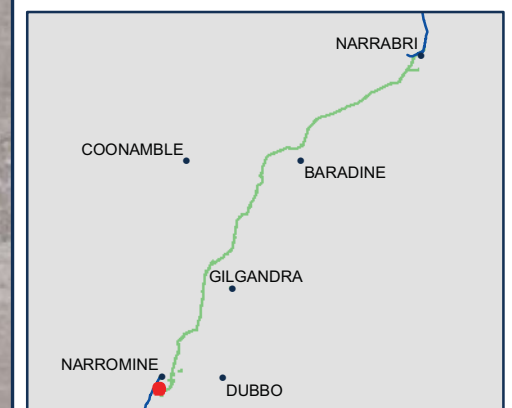 NARRABRI
COONAMBLE
BARADINE
GILGANDRA
NARROMINE
DUBBO